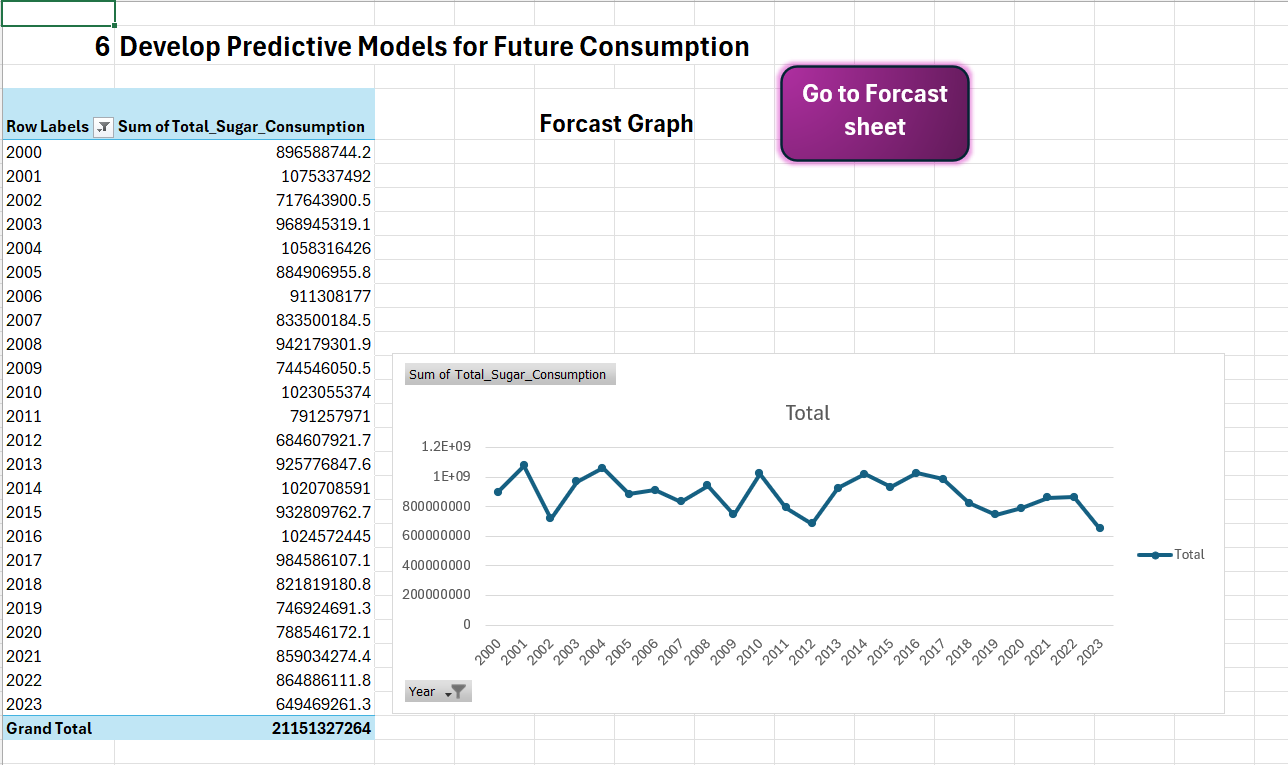 6 Develop Predictive Models for Future Consumption
Go to Forcast
sheet
Forcast Graph
Row Labels Sum of Total_Sugar_Consumption
2000 896588744.2
2001 1075337492
2002 717643900.5
2003 968945319.1
2004 1058316426
2005 884906955.8
2006 911308177
2007 833500184.5
2008 942179301.9
2009 744546050.5
2010 1023055374
2011 791257971
2012 684607921.7
2013 925776847.6
2014 1020708591
2015 9328099762.7
2016 1024572445
2017 984586107.1
2018 821819180.8
2019 746924691.3
2020 788546172.1
2021 859034274.4
2022 864886111.8
2023 649469261.3
Grand Total 21151327264
Sum of Total_Sugar_Consumption
Total
1.2E+09
1E+09
800000000
600000000
400000000
200000000
0
2000 2001 2002 2003 2004 2005 2006 2007 2008 2009 2010 2011 2012 2013 2014 2015 2016 2017 2018 2019 2020 2021 2022 2023
Total
Year